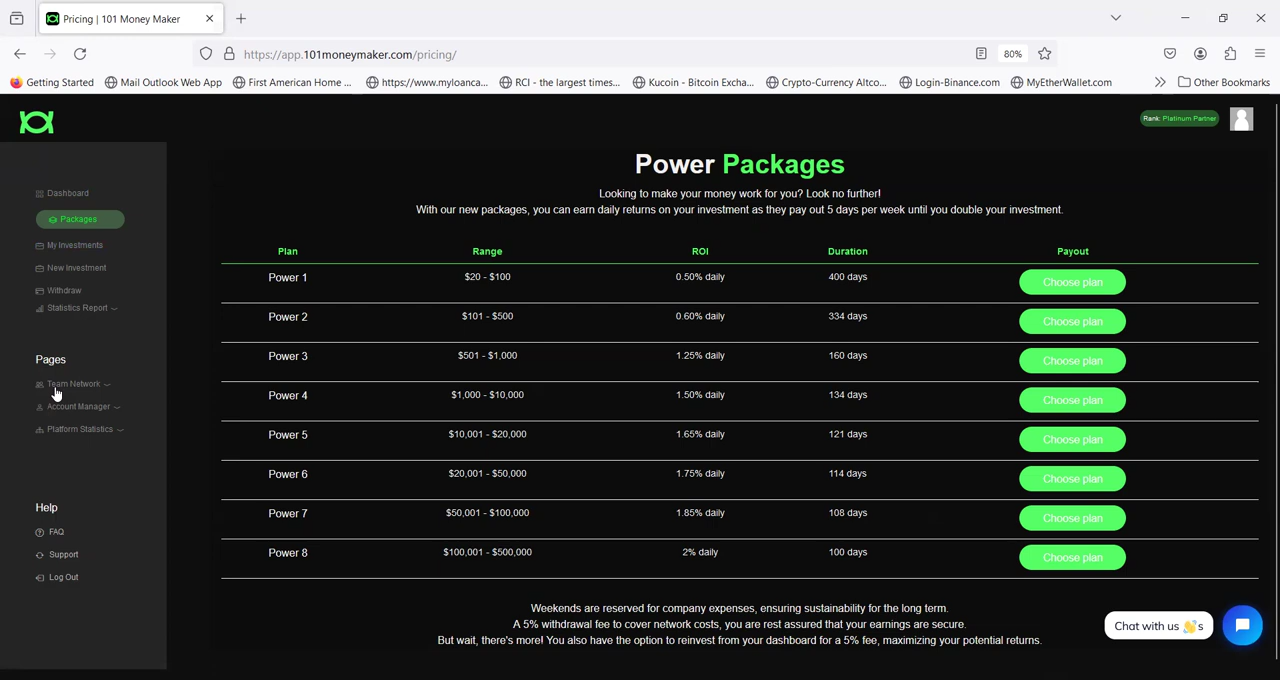 Pricing | 101 Money Maker
https://app.101moneymaker.com/pricing/
80%
Getting Started
Mail Outlook Web App
First American Home ...
https://www.myloanca...
RCI - the largest times...
Kucoin - Bitcoin Excha...
Crypto-Currency Altco...
Login-Binance.com
MyEtherWallet.com
Other Bookmarks
Rank: Platinum Partner
Dashboard
Packages
My Investments
New Investment
Withdraw
Statistics Report
Pages
Team Network
Account Manager
Platform Statistics
Help
FAQ
Support
Log Out
Power Packages
Looking to make your money work for you? Look no further!
With our new packages, you can earn daily returns on your investment as they pay out 5 days per week until you double your investment.
Plan Range ROI Duration Payout
Power 1 $20 - $100 0.50% daily 400 days Choose plan
Power 2 $101 - $500 0.60% daily 334 days Choose plan
Power 3 $501 - $1,000 1.25% daily 160 days Choose plan
Power 4 $1,000 - $10,000 1.50% daily 134 days Choose plan
Power 5 $10,001 - $20,000 1.65% daily 121 days Choose plan
Power 6 $20,001 - $50,000 1.75% daily 114 days Choose plan
Power 7 $50,001 - $100,000 1.85% daily 108 days Choose plan
Power 8 $100,001 - $500,000 2% daily 100 days Choose plan
Weekends are reserved for company expenses, ensuring sustainability for the long term.
A 5% withdrawal fee to cover network costs, you are rest assured that your earnings are secure.
But wait, there's more! You also have the option to reinvest from your dashboard for a 5% fee, maximizing your potential returns.
Chat with us 👋's